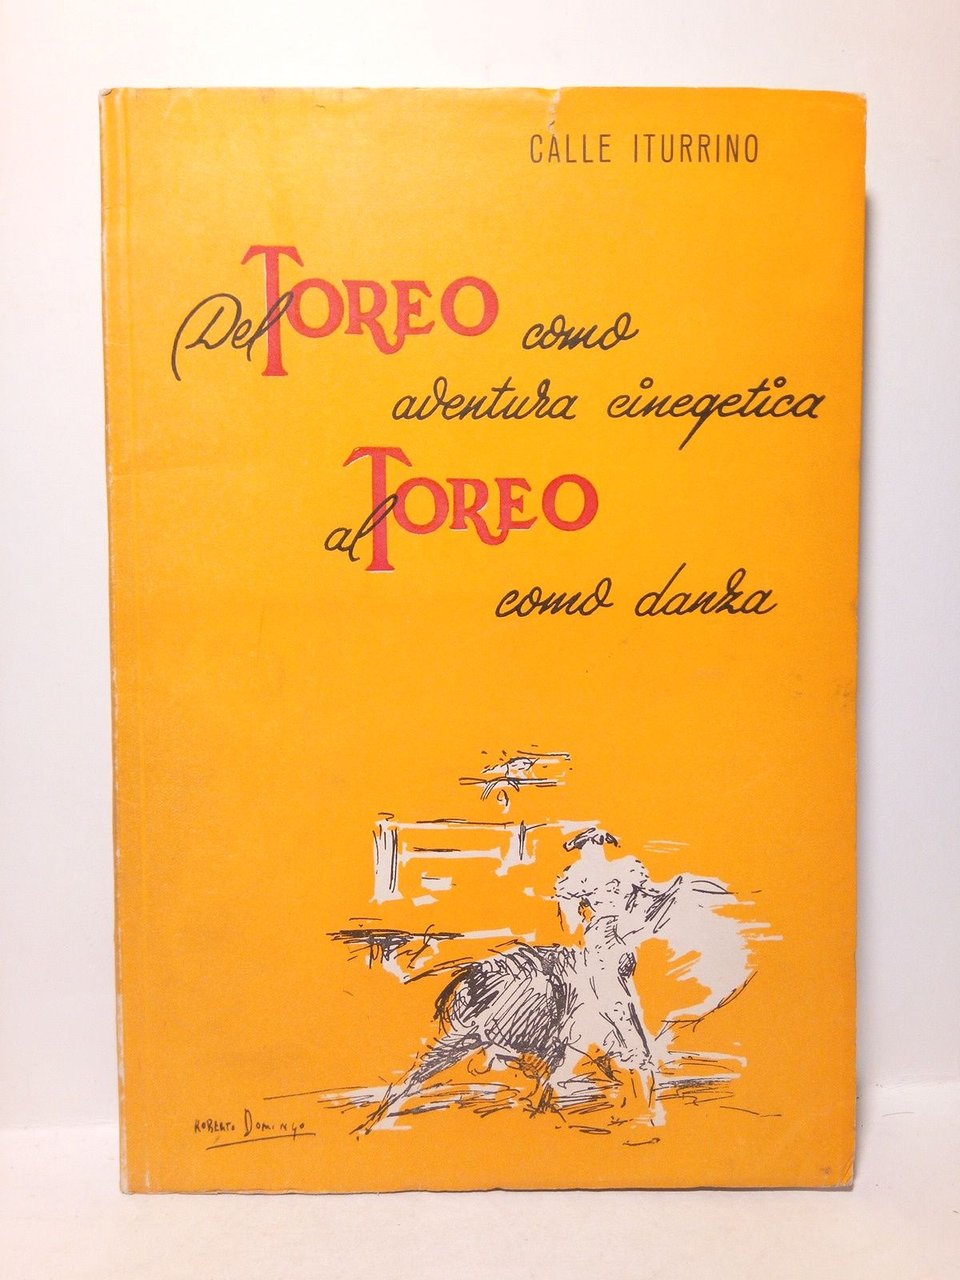 CALLE ITURRINO
Del TOREO como
aventura cinegetica
al TOREO
como danza
ROBERTO DOMINGO